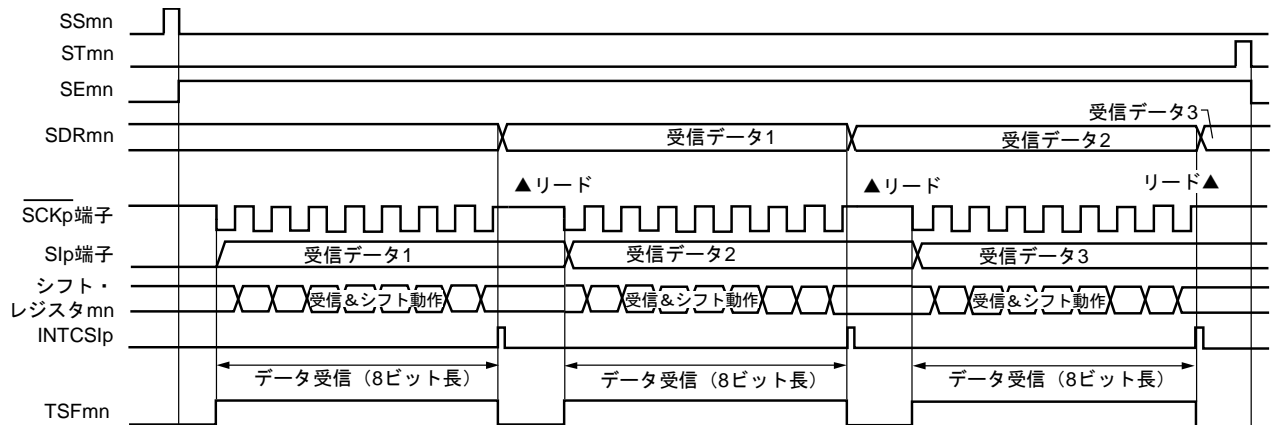 SSmn
STmn
SEmn
受信データ3
SDRmn 受信データ1 受信データ2
▲リード ▲リード リード▲
SCKp端子
SIp端子 受信データ1 受信データ2 受信データ3
シフト・
レジスタmn 受信&シフト動作 受信&シフト動作 受信&シフト動作
INTCSIp
データ受信（8ビット長） データ受信（8ビット長） データ受信（8ビット長）
TSFmn